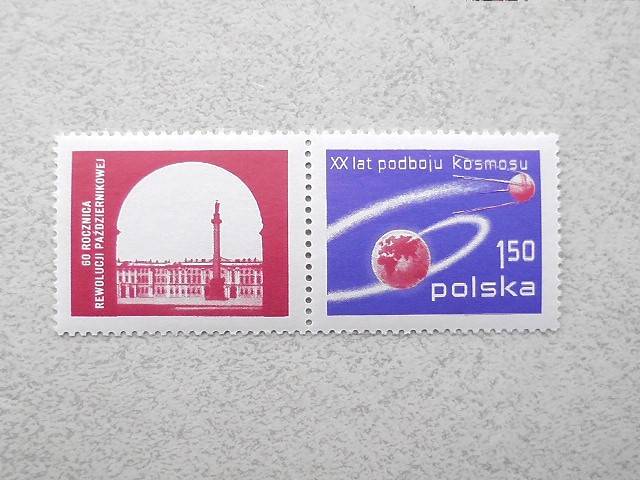 60 ROCZNICA
REWOLUCJI PAŹDZIERNIKOWEJ
XX lat podboju kosmosu
1,50
polska